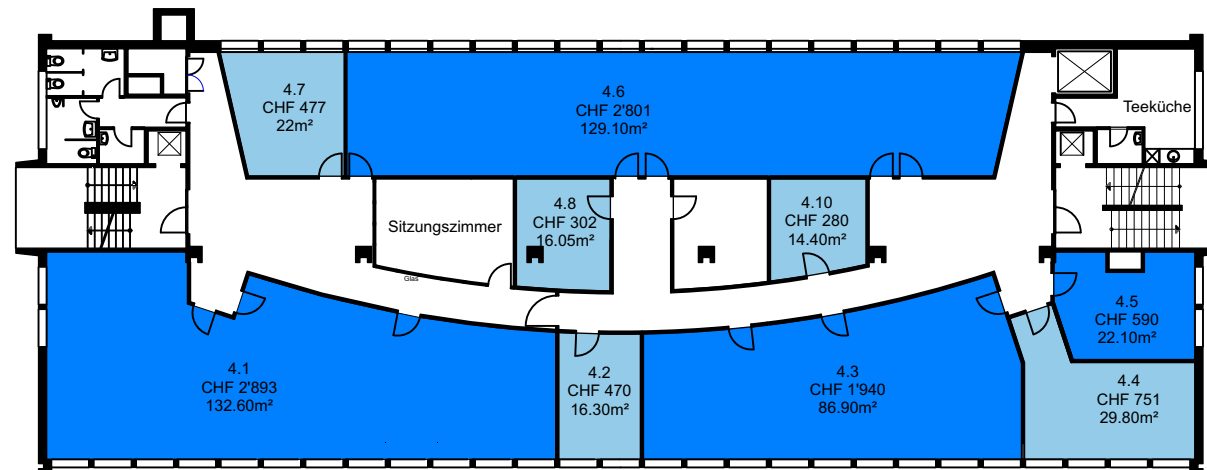 4.7
CHF 477
22m²
4.6
CHF 2'801
129.10m²
Teeküche
Sitzungszimmer
4.8
CHF 302
16.05m²
4.10
CHF 280
14.40m²
Glas
4.5
CHF 590
22.10m²
4.1
CHF 2'893
132.60m²
4.2
CHF 470
16.30m²
4.3
CHF 1'940
86.90m²
4.4
CHF 751
29.80m²